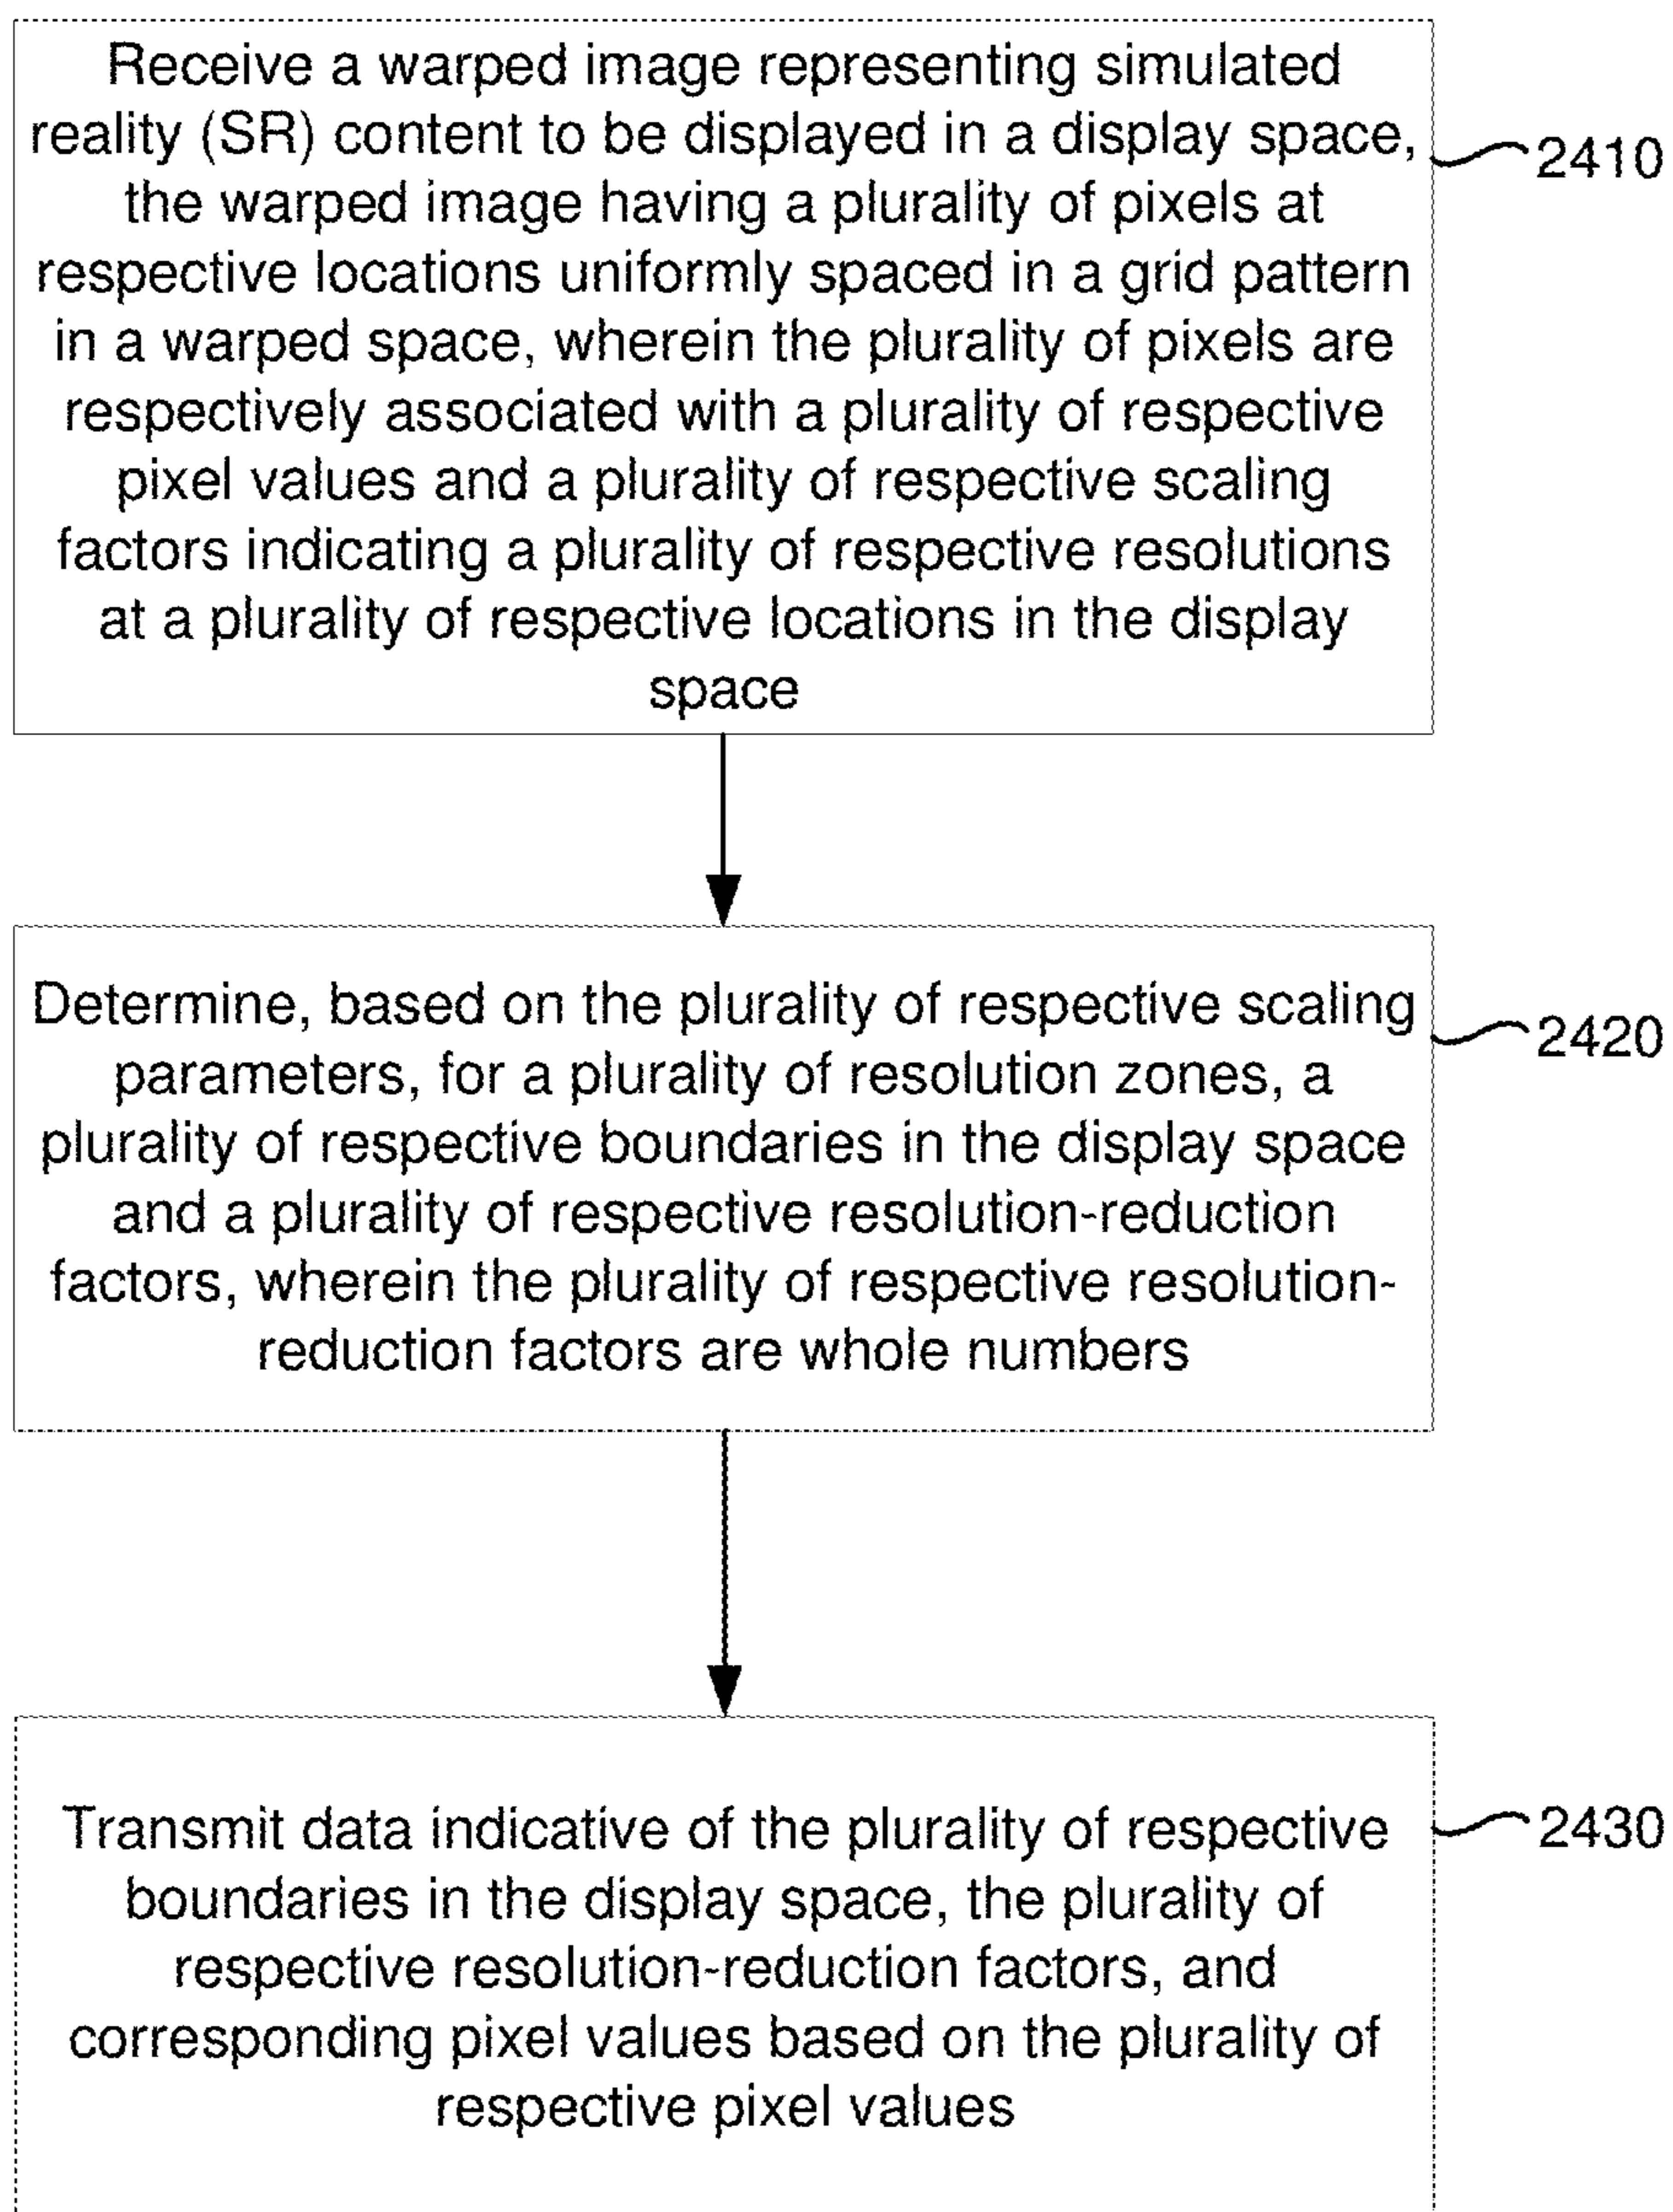 Receive a warped image representing simulated
reality (SR) content to be displayed in a display space,
the warped image having a plurality of pixels at
respective locations uniformly spaced in a grid pattern
in a warped space, wherein the plurality of pixels are
respectively associated with a plurality of respective
pixel values and a plurality of respective scaling
factors indicating a plurality of respective resolutions
at a plurality of respective locations in the display
space
2410
Determine, based on the plurality of respective scaling
parameters, for a plurality of resolution zones, a
plurality of respective boundaries in the display space
and a plurality of respective resolution-reduction
factors, wherein the plurality of respective resolution-
reduction factors are whole numbers
2420
Transmit data indicative of the plurality of respective
boundaries in the display space, the plurality of
respective resolution-reduction factors, and
corresponding pixel values based on the plurality of
respective pixel values
2430